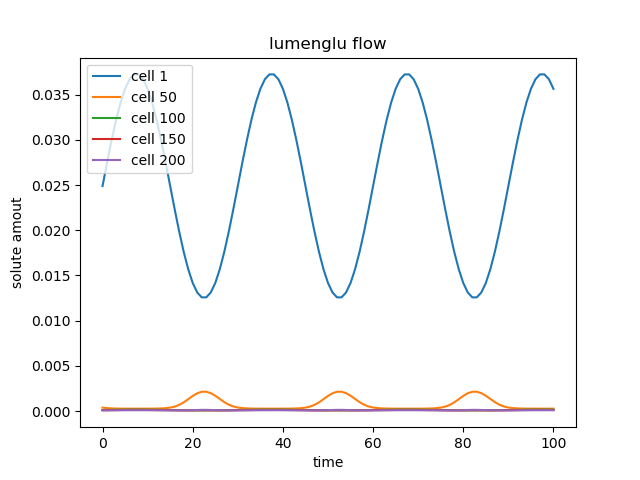 lumenglu flow
cell 1
cell 50
cell 100
cell 150
cell 200
solute amout
0.035
0.030
0.025
0.020
0.015
0.010
0.005
0.000
0
20
40
60
80
100
time